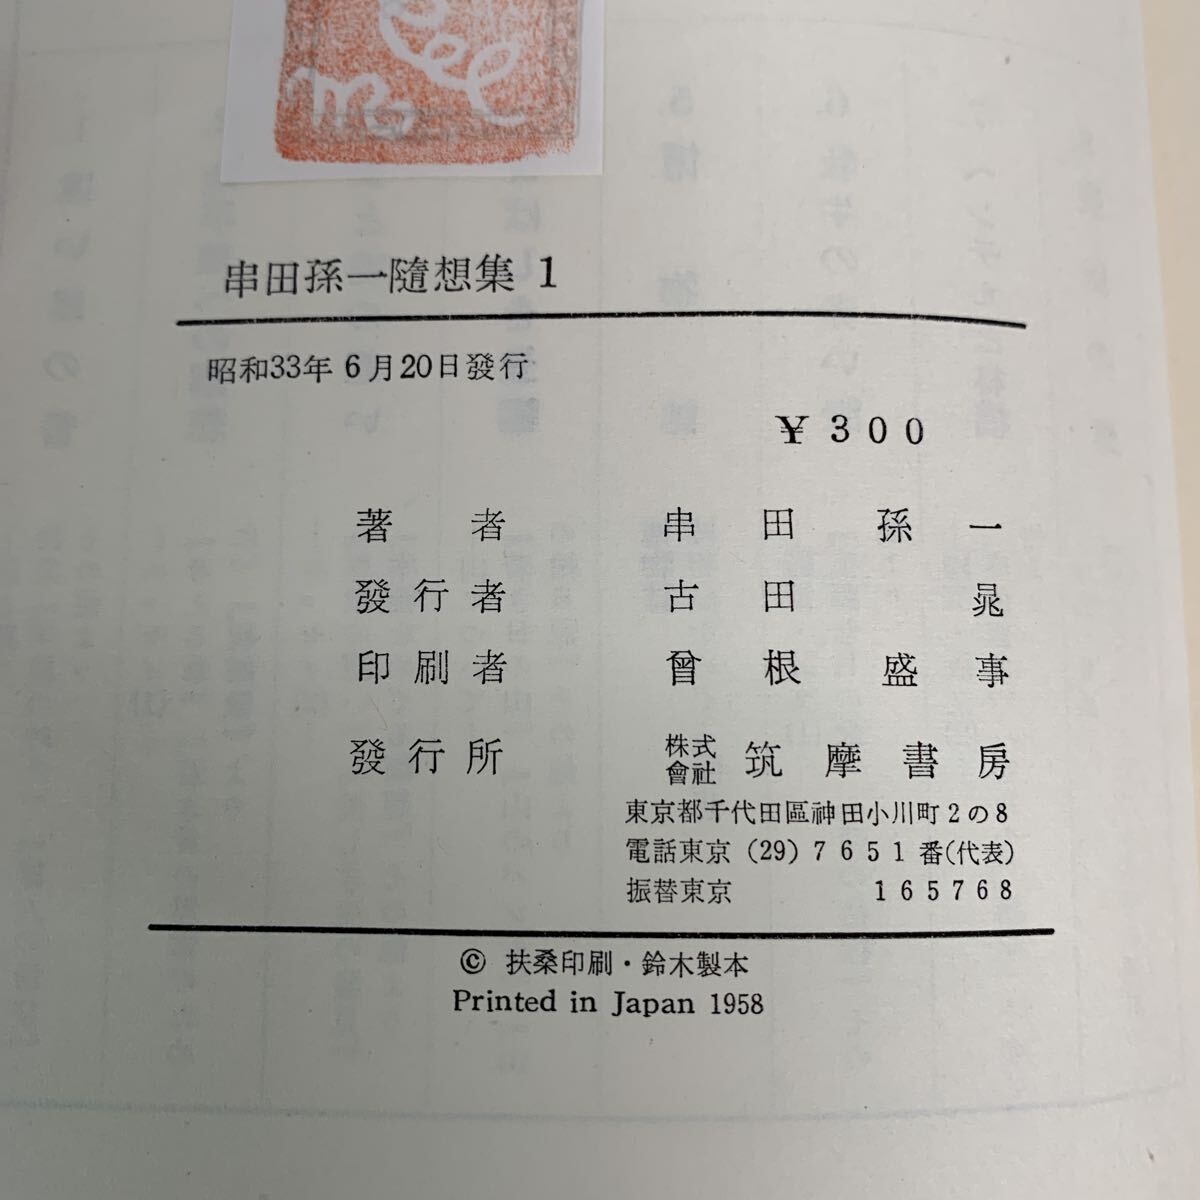 串田孫一隨想集 1
昭和33年6月20日發行
¥300
著者 串田孫一
發行者 古田晁
印刷者 曾根盛事
發行所 株式會社 筑摩書房
東京都千代田區神田小川町2の8
電話東京（29）7651番（代表）
振替東京 165768
© 扶桑印刷・鈴木製本
Printed in Japan 1958